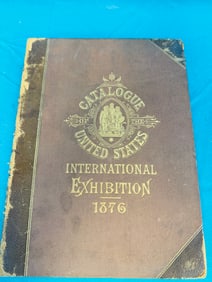 CATALOGUE
OF THE
UNITED STATES
INTERNATIONAL
EXHIBITION
1876